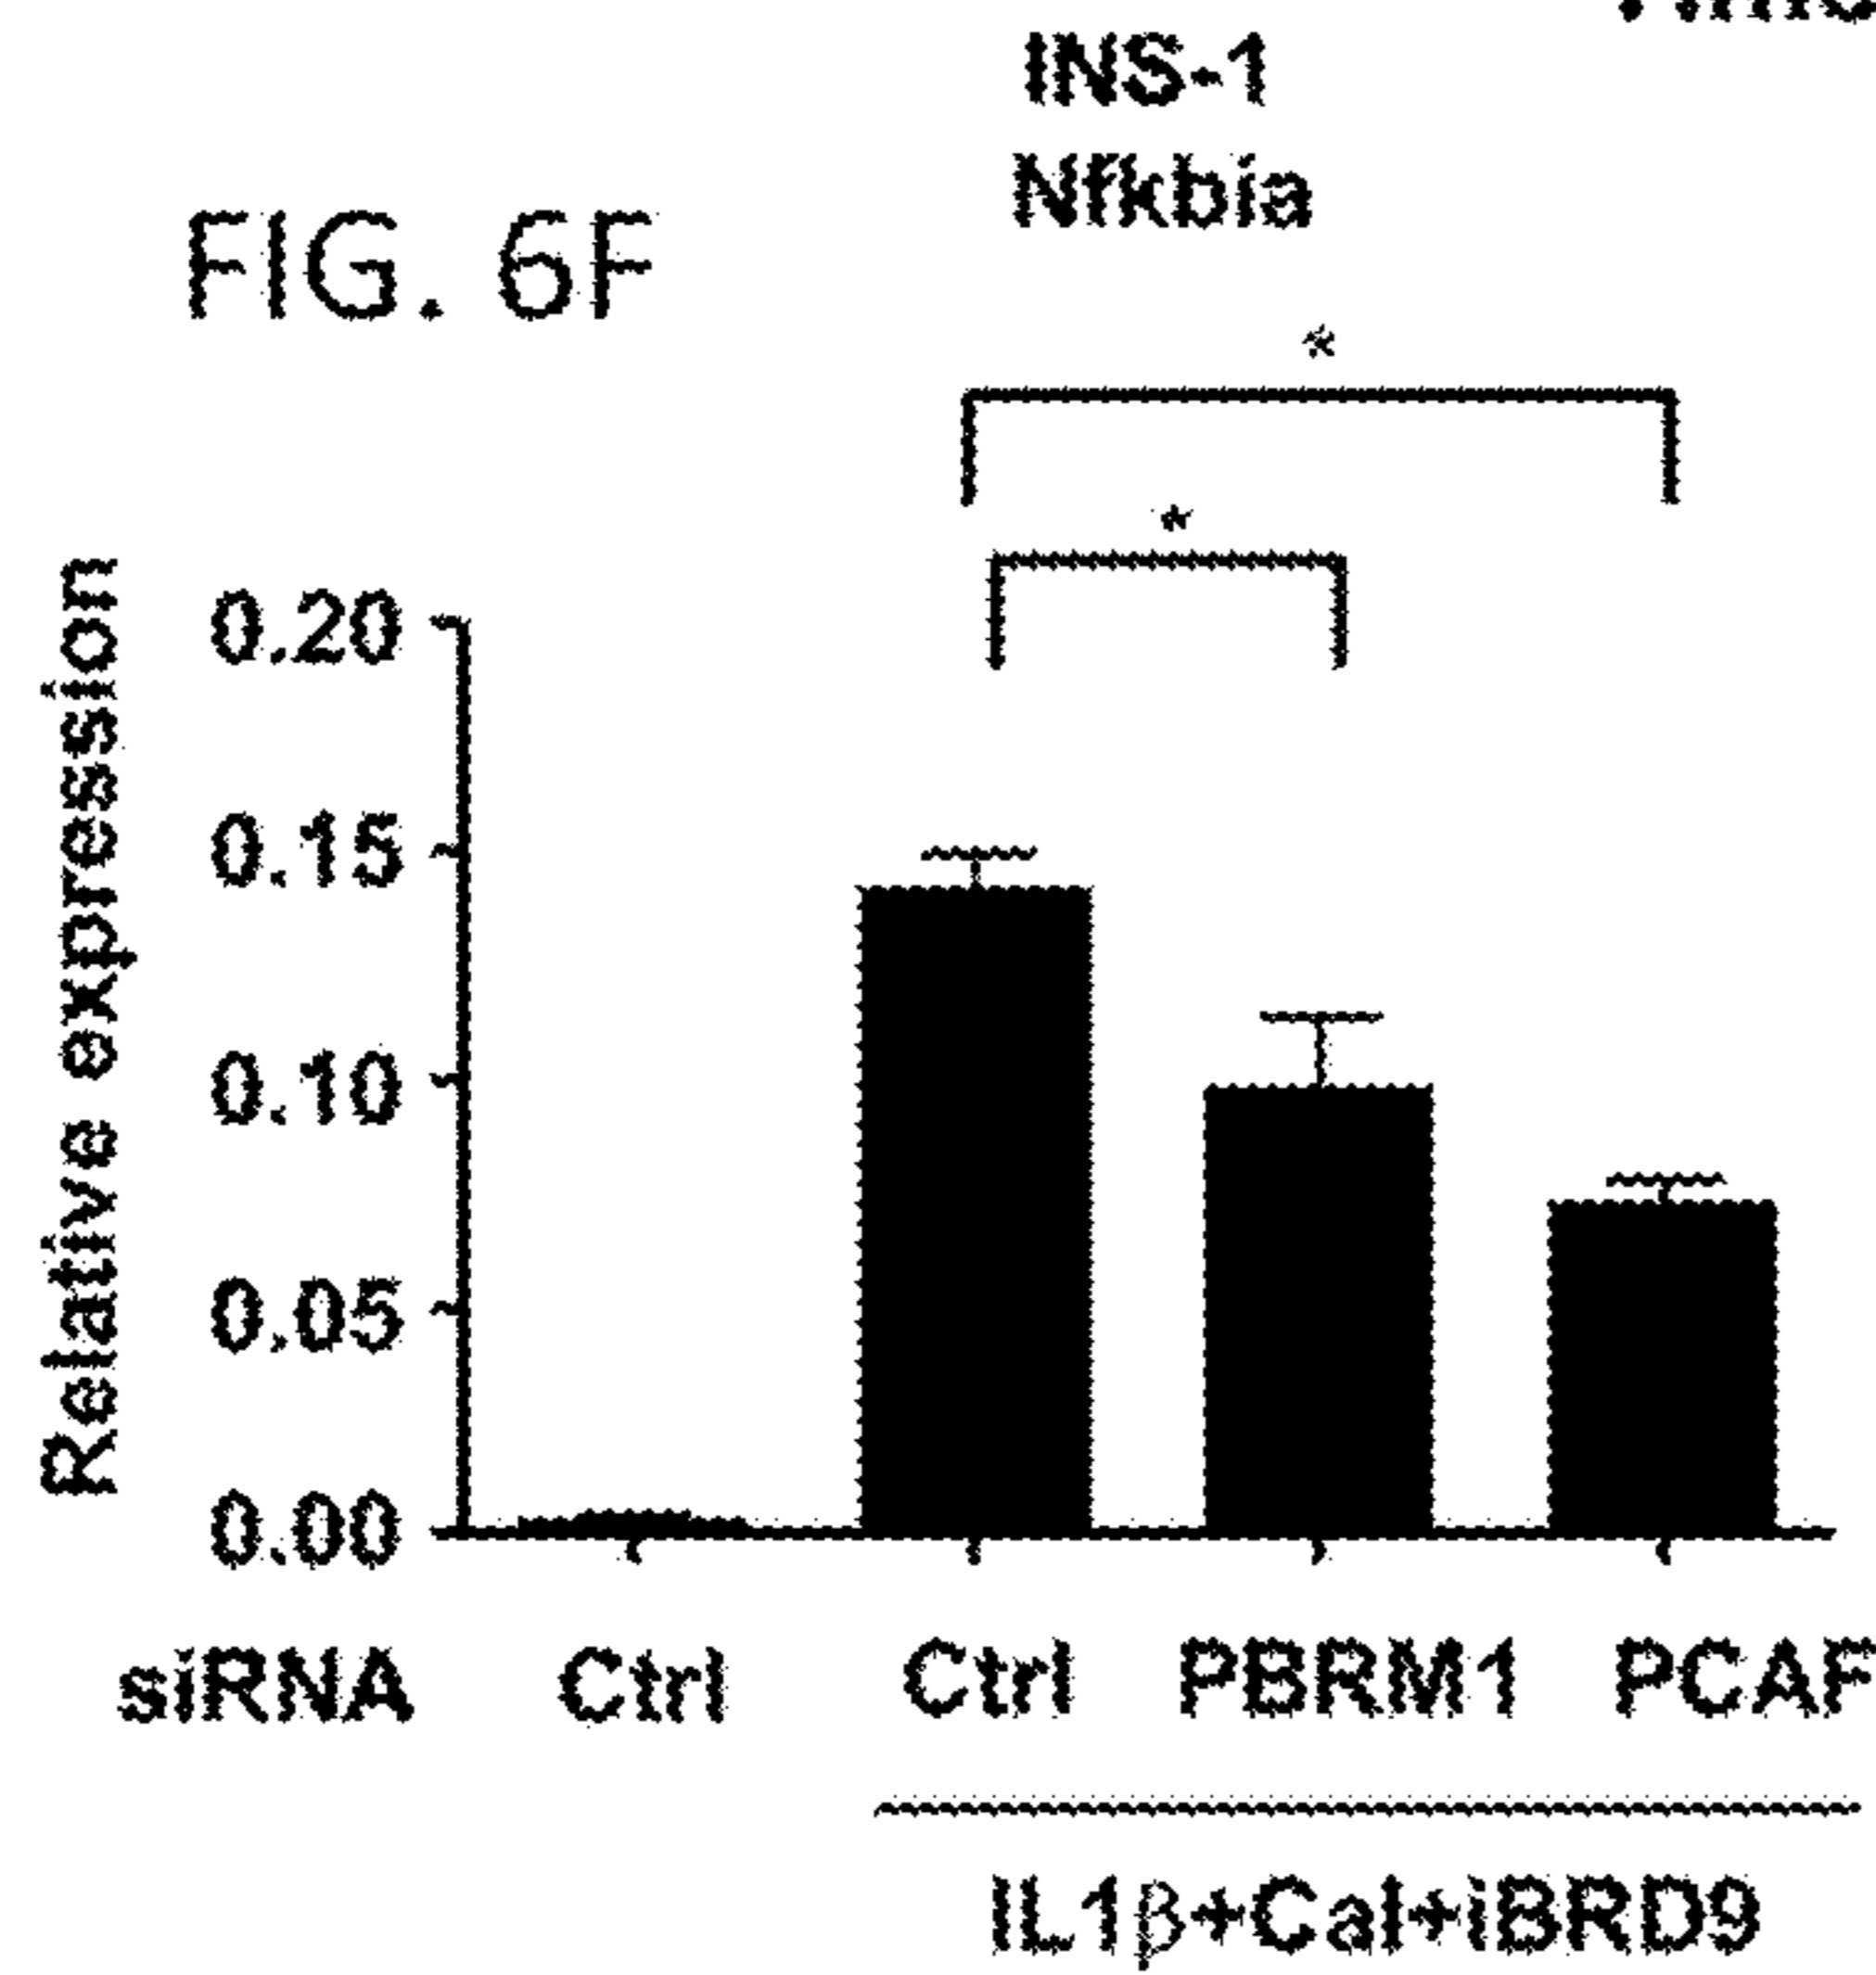 INS-1
Nfkbia
FIG. 6F
*
*
Relative expression
0.20
0.15
0.10
0.05
0.00
siRNA Ctrl Ctrl PBRM1 PCAF
IL1β+Cal+iBRD9